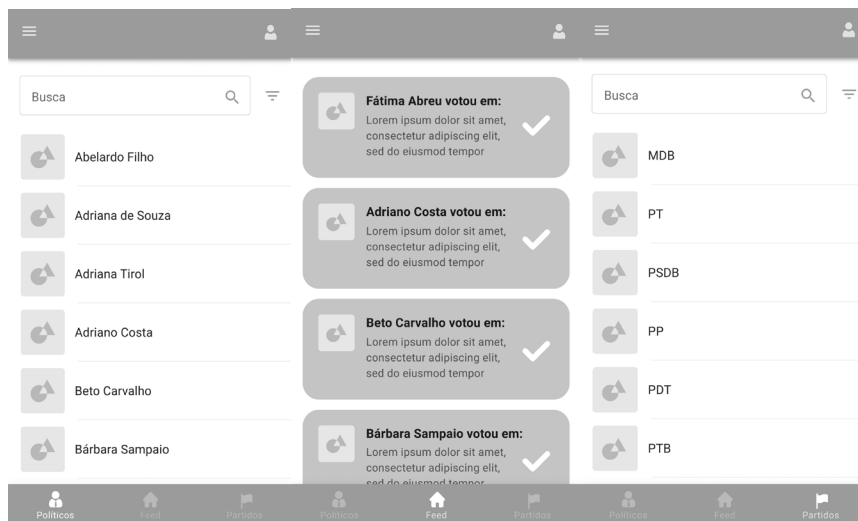 Busca
Abelardo Filho
Adriana de Souza
Adriana Tirol
Adriano Costa
Beto Carvalho
Bárbara Sampaio
Políticos
Feed
Partidos
Fátima Abreu votou em:
Lorem ipsum dolor sit amet,
consectetur adipiscing elit,
sed do eiusmod tempor
Adriano Costa votou em:
Lorem ipsum dolor sit amet,
consectetur adipiscing elit,
sed do eiusmod tempor
Beto Carvalho votou em:
Lorem ipsum dolor sit amet,
consectetur adipiscing elit,
sed do eiusmod tempor
Bárbara Sampaio votou em:
Lorem ipsum dolor sit amet,
consectetur adipiscing elit,
sed do eiusmod tempor
Políticos
Feed
Partidos
Busca
MDB
PT
PSDB
PP
PDT
PTB
Políticos
Feed
Partidos